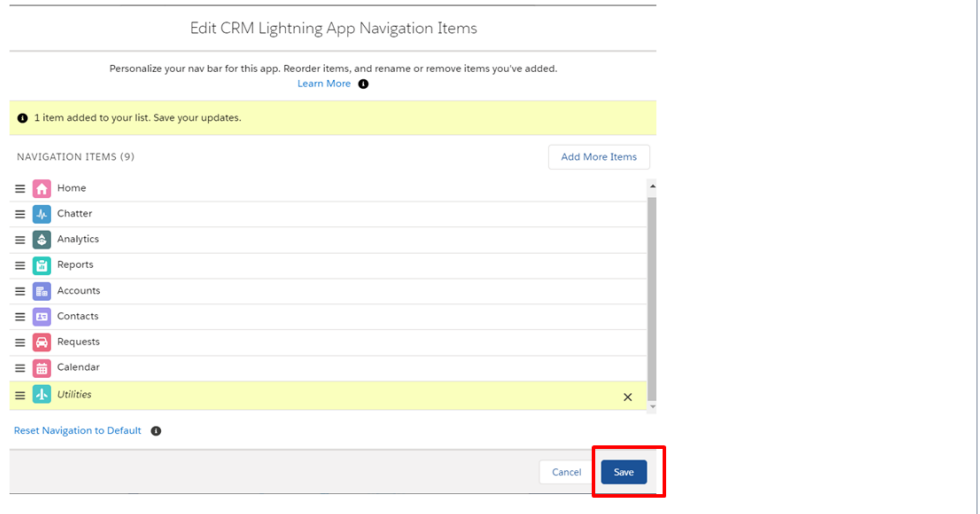 Edit CRM Lightning App Navigation Items
Personalize your nav bar for this app. Reorder items, and rename or remove items you've added.
Learn More
1 item added to your list. Save your updates.
NAVIGATION ITEMS (9)
Add More Items
Home
Chatter
Analytics
Reports
Accounts
Contacts
Requests
Calendar
Utilities
Reset Navigation to Default
Cancel
Save